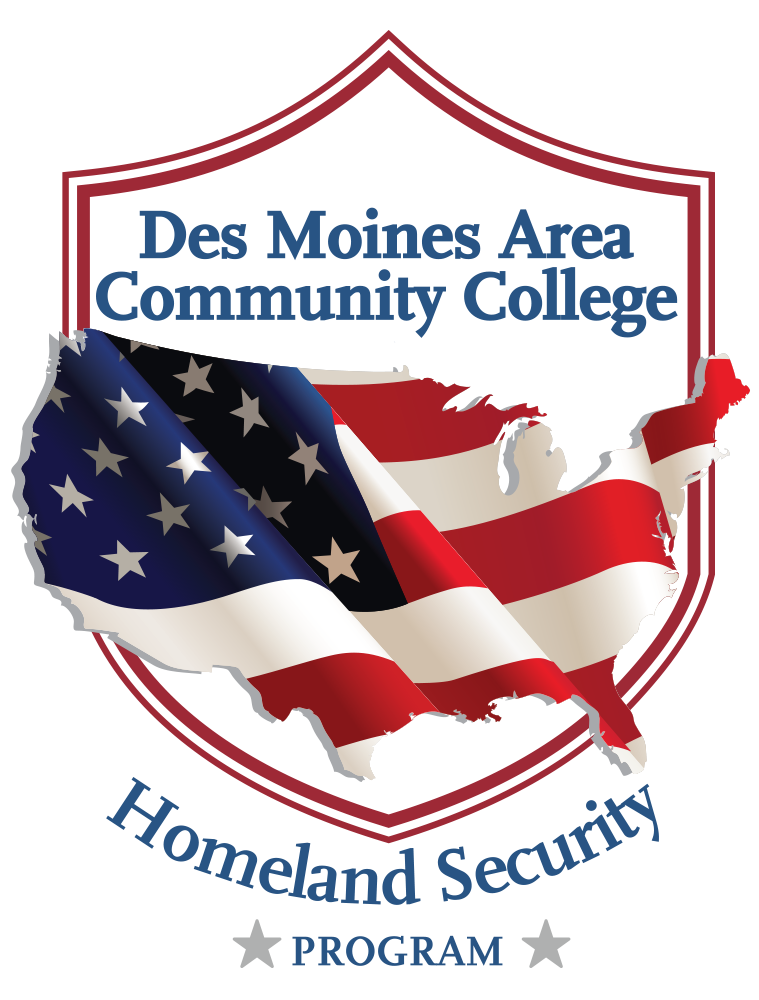 Des Moines Area
Community College
Homeland Security
PROGRAM